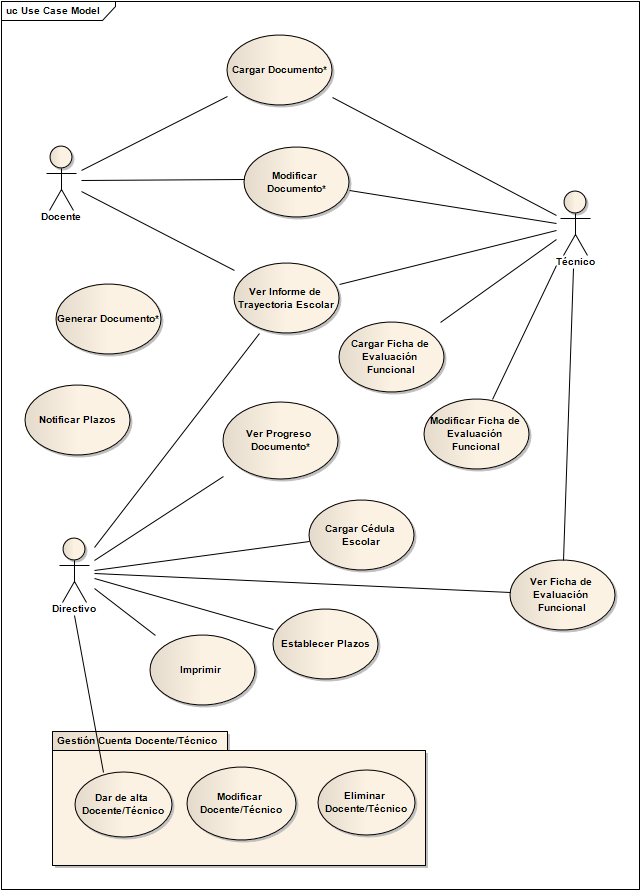 uc Use Case Model
Cargar Documento*
Modificar
Documento*
Docente
Técnico
Ver Informe de
Trayectoria Escolar
Generar Documento*
Cargar Ficha de
Evaluación
Funcional
Notificar Plazos
Modificar Ficha de
Evaluación
Funcional
Ver Progreso
Documento*
Cargar Cédula
Escolar
Directivo
Ver Ficha de
Evaluación
Funcional
Establecer Plazos
Imprimir
Gestión Cuenta Docente/Técnico
Dar de alta
Docente/Técnico
Modificar
Docente/Técnico
Eliminar
Docente/Técnico